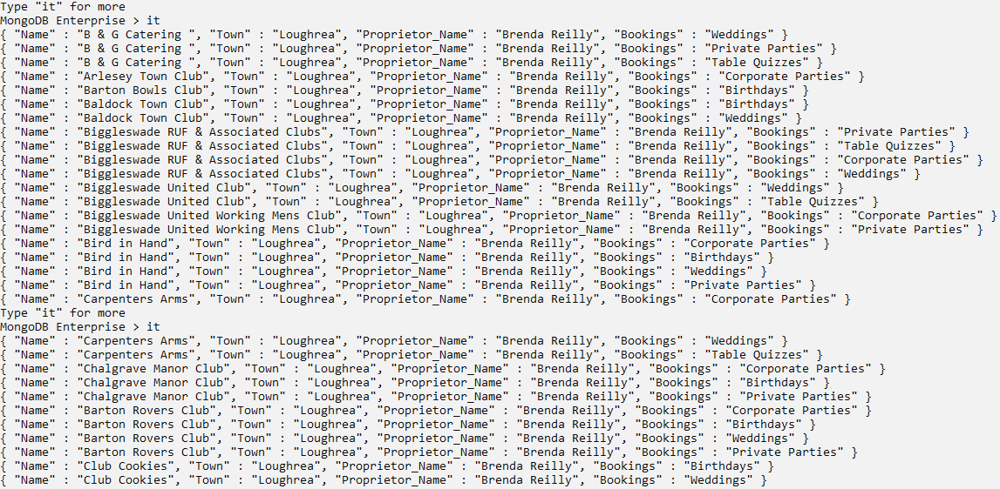 Type "it" for more
MongoDB Enterprise > it
{ "Name" : "B & G Catering ", "Town" : "Loughrea", "Proprietor_Name" : "Brenda Reilly", "Bookings" : "Weddings" }
{ "Name" : "B & G Catering ", "Town" : "Loughrea", "Proprietor_Name" : "Brenda Reilly", "Bookings" : "Private Parties" }
{ "Name" : "B & G Catering ", "Town" : "Loughrea", "Proprietor_Name" : "Brenda Reilly", "Bookings" : "Table Quizzes" }
{ "Name" : "Arlesey Town Club", "Town" : "Loughrea", "Proprietor_Name" : "Brenda Reilly", "Bookings" : "Corporate Parties" }
{ "Name" : "Barton Bowls Club", "Town" : "Loughrea", "Proprietor_Name" : "Brenda Reilly", "Bookings" : "Birthdays" }
{ "Name" : "Baldock Town Club", "Town" : "Loughrea", "Proprietor_Name" : "Brenda Reilly", "Bookings" : "Birthdays" }
{ "Name" : "Baldock Town Club", "Town" : "Loughrea", "Proprietor_Name" : "Brenda Reilly", "Bookings" : "Weddings" }
{ "Name" : "Biggleswade RUF & Associated Clubs", "Town" : "Loughrea", "Proprietor_Name" : "Brenda Reilly", "Bookings" : "Private Parties" }
{ "Name" : "Biggleswade RUF & Associated Clubs", "Town" : "Loughrea", "Proprietor_Name" : "Brenda Reilly", "Bookings" : "Table Quizzes" }
{ "Name" : "Biggleswade RUF & Associated Clubs", "Town" : "Loughrea", "Proprietor_Name" : "Brenda Reilly", "Bookings" : "Corporate Parties" }
{ "Name" : "Biggleswade RUF & Associated Clubs", "Town" : "Loughrea", "Proprietor_Name" : "Brenda Reilly", "Bookings" : "Weddings" }
{ "Name" : "Biggleswade United Club", "Town" : "Loughrea", "Proprietor_Name" : "Brenda Reilly", "Bookings" : "Weddings" }
{ "Name" : "Biggleswade United Club", "Town" : "Loughrea", "Proprietor_Name" : "Brenda Reilly", "Bookings" : "Table Quizzes" }
{ "Name" : "Biggleswade United Working Mens Club", "Town" : "Loughrea", "Proprietor_Name" : "Brenda Reilly", "Bookings" : "Corporate Parties" }
{ "Name" : "Biggleswade United Working Mens Club", "Town" : "Loughrea", "Proprietor_Name" : "Brenda Reilly", "Bookings" : "Private Parties" }
{ "Name" : "Bird in Hand", "Town" : "Loughrea", "Proprietor_Name" : "Brenda Reilly", "Bookings" : "Corporate Parties" }
{ "Name" : "Bird in Hand", "Town" : "Loughrea", "Proprietor_Name" : "Brenda Reilly", "Bookings" : "Birthdays" }
{ "Name" : "Bird in Hand", "Town" : "Loughrea", "Proprietor_Name" : "Brenda Reilly", "Bookings" : "Weddings" }
{ "Name" : "Bird in Hand", "Town" : "Loughrea", "Proprietor_Name" : "Brenda Reilly", "Bookings" : "Private Parties" }
{ "Name" : "Carpenters Arms", "Town" : "Loughrea", "Proprietor_Name" : "Brenda Reilly", "Bookings" : "Corporate Parties" }
Type "it" for more
MongoDB Enterprise > it
{ "Name" : "Carpenters Arms", "Town" : "Loughrea", "Proprietor_Name" : "Brenda Reilly", "Bookings" : "Weddings" }
{ "Name" : "Carpenters Arms", "Town" : "Loughrea", "Proprietor_Name" : "Brenda Reilly", "Bookings" : "Table Quizzes" }
{ "Name" : "Chalgrave Manor Club", "Town" : "Loughrea", "Proprietor_Name" : "Brenda Reilly", "Bookings" : "Corporate Parties" }
{ "Name" : "Chalgrave Manor Club", "Town" : "Loughrea", "Proprietor_Name" : "Brenda Reilly", "Bookings" : "Birthdays" }
{ "Name" : "Chalgrave Manor Club", "Town" : "Loughrea", "Proprietor_Name" : "Brenda Reilly", "Bookings" : "Private Parties" }
{ "Name" : "Barton Rovers Club", "Town" : "Loughrea", "Proprietor_Name" : "Brenda Reilly", "Bookings" : "Corporate Parties" }
{ "Name" : "Barton Rovers Club", "Town" : "Loughrea", "Proprietor_Name" : "Brenda Reilly", "Bookings" : "Birthdays" }
{ "Name" : "Barton Rovers Club", "Town" : "Loughrea", "Proprietor_Name" : "Brenda Reilly", "Bookings" : "Weddings" }
{ "Name" : "Barton Rovers Club", "Town" : "Loughrea", "Proprietor_Name" : "Brenda Reilly", "Bookings" : "Private Parties" }
{ "Name" : "Club Cookies", "Town" : "Loughrea", "Proprietor_Name" : "Brenda Reilly", "Bookings" : "Birthdays" }
{ "Name" : "Club Cookies", "Town" : "Loughrea", "Proprietor_Name" : "Brenda Reilly", "Bookings" : "Weddings" }